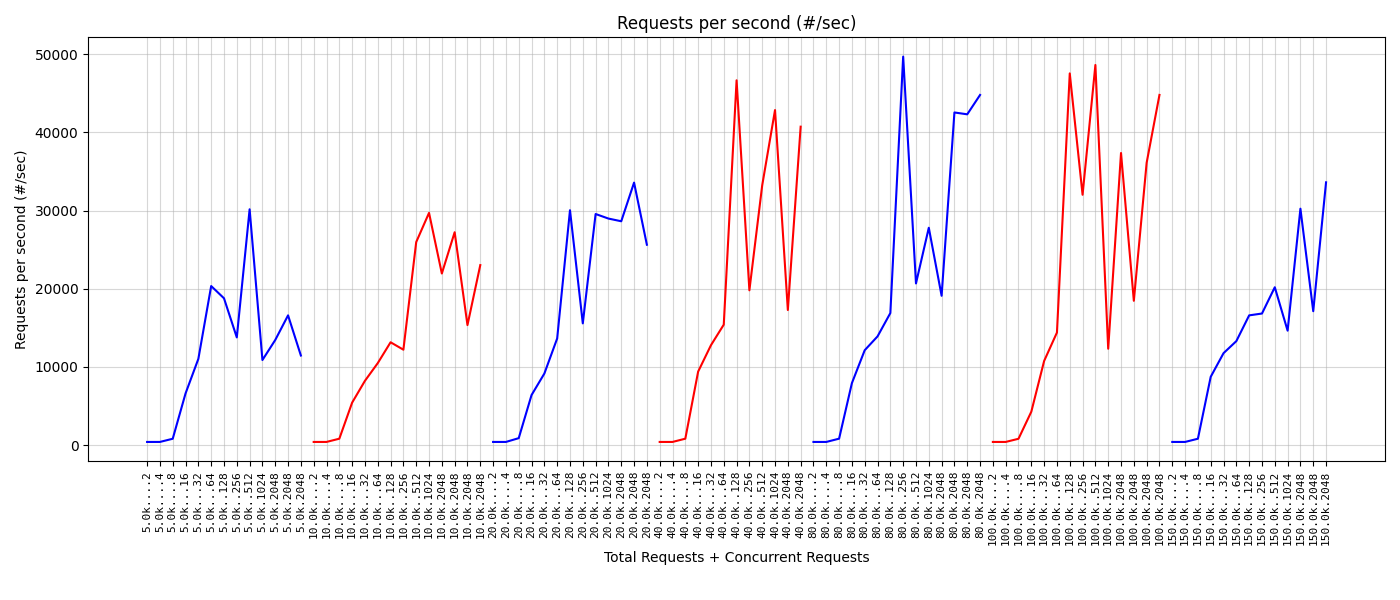 Requests per second (#/sec)
Requests per second (#/sec)
50000
40000
30000
20000
10000
0
5.0k....2
5.0k....4
5.0k....8
5.0k...16
5.0k...32
5.0k...64
5.0k..128
5.0k..256
5.0k..512
5.0k.1024
5.0k.2048
5.0k.2048
5.0k.2048
10.0k....2
10.0k....4
10.0k....8
10.0k...16
10.0k...32
10.0k...64
10.0k..128
10.0k..256
10.0k..512
10.0k.1024
10.0k.2048
10.0k.2048
10.0k.2048
10.0k.2048
20.0k....2
20.0k....4
20.0k....8
20.0k...16
20.0k...32
20.0k...64
20.0k..128
20.0k..256
20.0k..512
20.0k.1024
20.0k.2048
20.0k.2048
20.0k.2048
40.0k....2
40.0k....4
40.0k....8
40.0k...16
40.0k...32
40.0k...64
40.0k..128
40.0k..256
40.0k..512
40.0k.1024
40.0k.2048
40.0k.2048
80.0k....2
80.0k....4
80.0k....8
80.0k...16
80.0k...32
80.0k...64
80.0k..128
80.0k..256
80.0k..512
80.0k.1024
80.0k.2048
80.0k.2048
80.0k.2048
80.0k.2048
100.0k....2
100.0k....4
100.0k....8
100.0k...16
100.0k...32
100.0k...64
100.0k..128
100.0k..256
100.0k..512
100.0k.1024
100.0k.2048
100.0k.2048
100.0k.2048
100.0k.2048
150.0k....2
150.0k....4
150.0k....8
150.0k...16
150.0k...32
150.0k...64
150.0k..128
150.0k..256
150.0k..512
150.0k.1024
150.0k.2048
150.0k.2048
150.0k.2048
Total Requests + Concurrent Requests